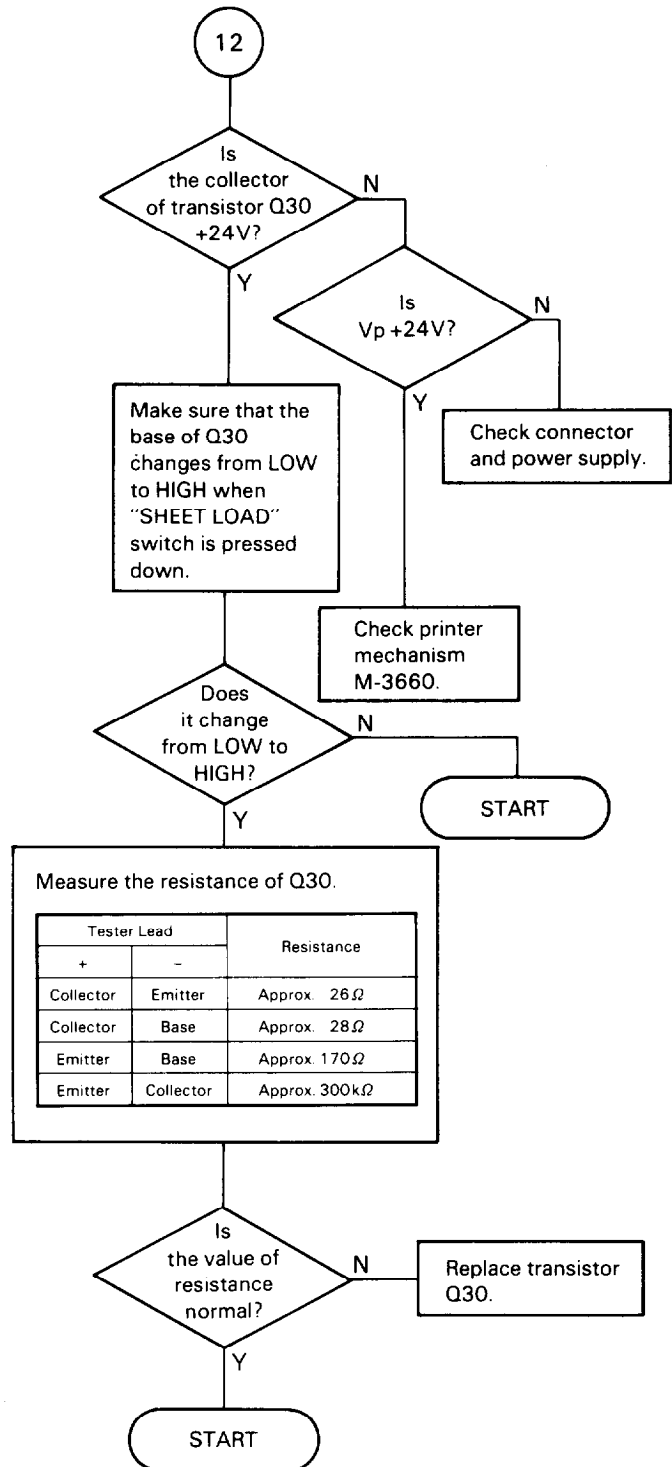 12
Is
the collector
of transistor Q30
+24V?
N
Y
Is
Vp +24V?
N
Y
Make sure that the
base of Q30
changes from LOW
to HIGH when
"SHEET LOAD"
switch is pressed
down.
Check connector
and power supply.
Check printer
mechanism
M-3660.
Does
it change
from LOW to
HIGH?
N
Y
START
Measure the resistance of Q30.
Tester Lead
Resistance
+ −
Collector Emitter Approx. 26Ω
Collector Base Approx. 28Ω
Emitter Base Approx. 170Ω
Emitter Collector Approx. 300kΩ
Is
the value of
resistance
normal?
N
Y
Replace transistor
Q30.
START